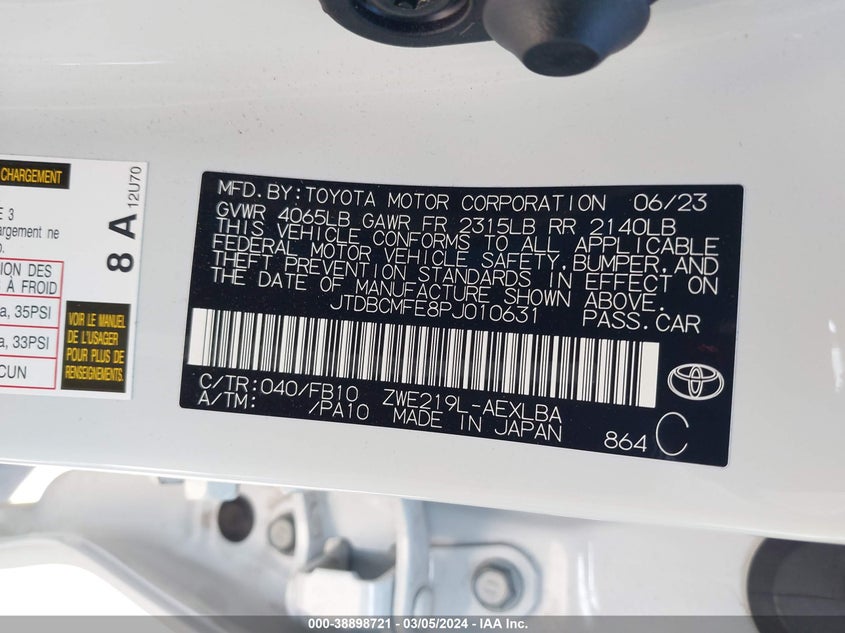 CHARGEMENT
E 3
argement ne
p.
ION DES
S À FROID
a, 35PSI
a, 33PSI
CUN
8 A
12U70
VOIR LE MANUEL
DE L'USAGER
POUR PLUS DE
RENSEIGNEMENTS.
MFD.BY:TOYOTA MOTOR CORPORATION 06/23
GVWR 4065LB GAWR FR 2315LB RR 2140LB
THIS VEHICLE CONFORMS TO ALL APPLICABLE
FEDERAL MOTOR VEHICLE SAFETY,BUMPER,AND
THEFT PREVENTION STANDARDS IN EFFECT ON
THE DATE OF MANUFACTURE SHOWN ABOVE.
JTDBCMFE8PJ010631 PASS.CAR
C/TR:040/FB10 ZWE219L-AEXLBA
A/TM: /PA10 MADE IN JAPAN
864 C
000-38898721 — 03/05/2024 — IAA Inc.